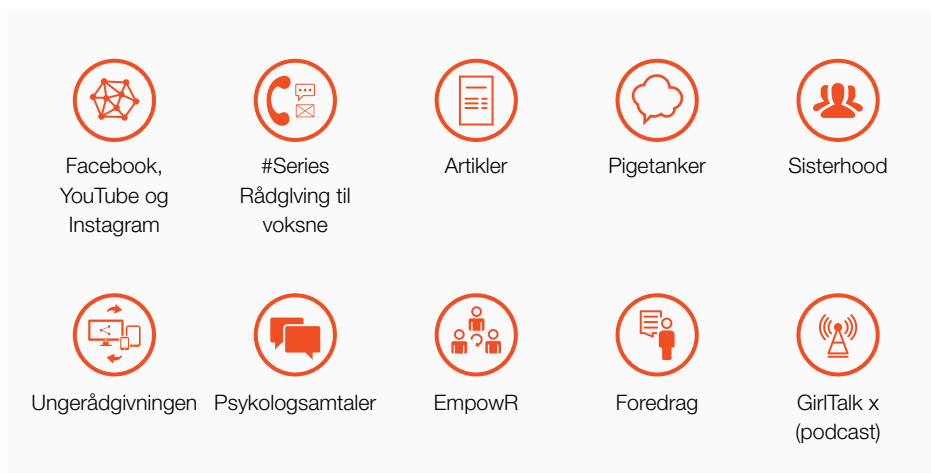 Facebook,
YouTube og
Instagram
#Series
Rådglving til
voksne
Artikler
Pigetanker
Sisterhood
Ungerådgivningen
Psykologsamtaler
EmpowR
Foredrag
GirlTalk x
(podcast)